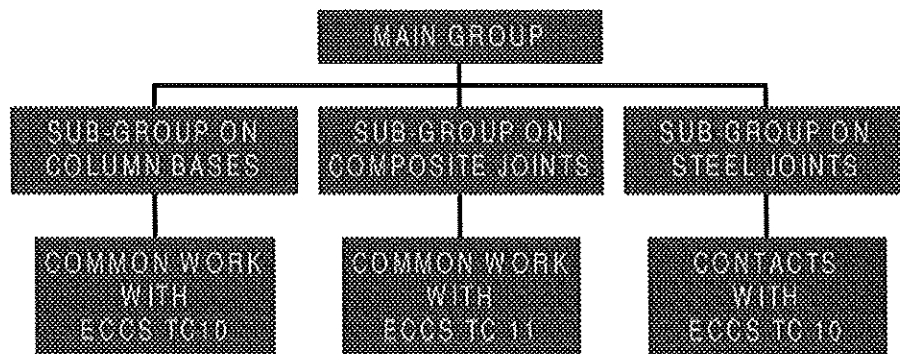 MAIN GROUP
SUB-GROUP ON
COLUMN BASES
SUB GROUP ON
COMPOSITE JOINTS
SUB GROUP ON
STEEL JOINTS
COMMON WORK
WITH
ECCS TC10
COMMON WORK
WITH
ECCS TC 11
CONTACTS
WITH
ECCS TC 10